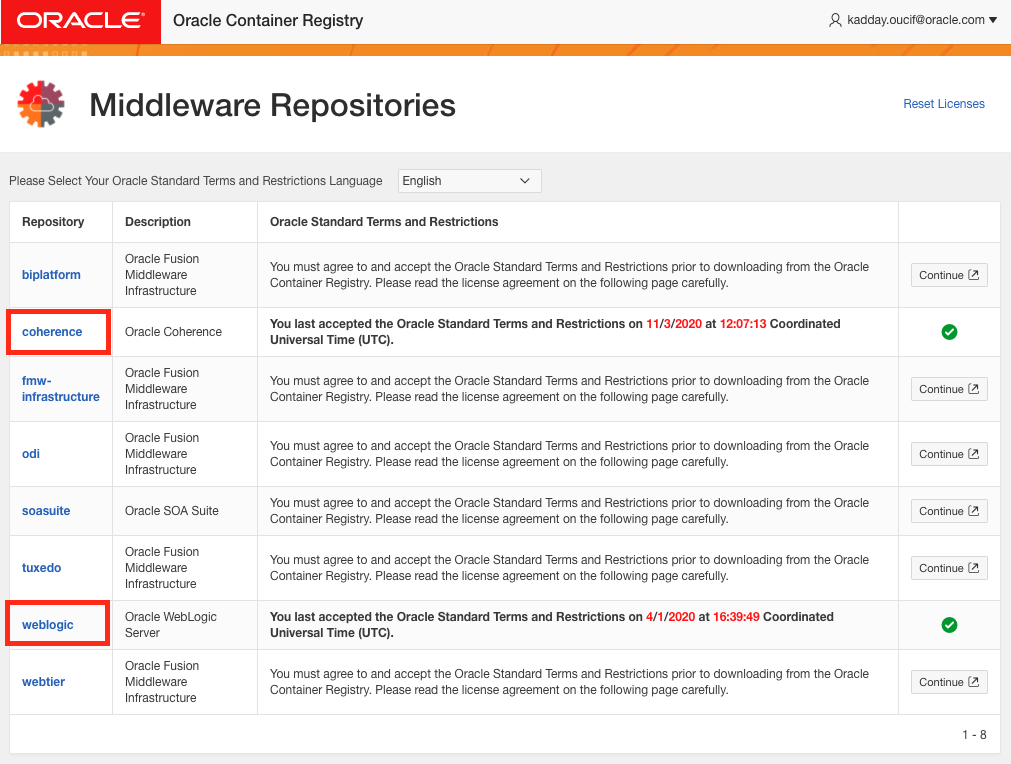 ORACLE Oracle Container Registry kadday.oucif@oracle.com
Middleware Repositories
Reset Licenses
Please Select Your Oracle Standard Terms and Restrictions Language English
Repository Description Oracle Standard Terms and Restrictions
biplatform
Oracle Fusion
Middleware
Infrastructure
You must agree to and accept the Oracle Standard Terms and Restrictions prior to downloading from the Oracle
Container Registry. Please read the license agreement on the following page carefully.
Continue
coherence
Oracle Coherence
You last accepted the Oracle Standard Terms and Restrictions on 11/3/2020 at 12:07:13 Coordinated
Universal Time (UTC).
fmw-
infrastructure
Oracle Fusion
Middleware
Infrastructure
You must agree to and accept the Oracle Standard Terms and Restrictions prior to downloading from the Oracle
Container Registry. Please read the license agreement on the following page carefully.
Continue
odi
Oracle Fusion
Middleware
Infrastructure
You must agree to and accept the Oracle Standard Terms and Restrictions prior to downloading from the Oracle
Container Registry. Please read the license agreement on the following page carefully.
Continue
soasuite
Oracle SOA Suite
You must agree to and accept the Oracle Standard Terms and Restrictions prior to downloading from the Oracle
Container Registry. Please read the license agreement on the following page carefully.
Continue
tuxedo
Oracle Fusion
Middleware
Infrastructure
You must agree to and accept the Oracle Standard Terms and Restrictions prior to downloading from the Oracle
Container Registry. Please read the license agreement on the following page carefully.
Continue
weblogic
Oracle WebLogic
Server
You last accepted the Oracle Standard Terms and Restrictions on 4/1/2020 at 16:39:49 Coordinated
Universal Time (UTC).
webtier
Oracle Fusion
Middleware
Infrastructure
You must agree to and accept the Oracle Standard Terms and Restrictions prior to downloading from the Oracle
Container Registry. Please read the license agreement on the following page carefully.
Continue
1 - 8